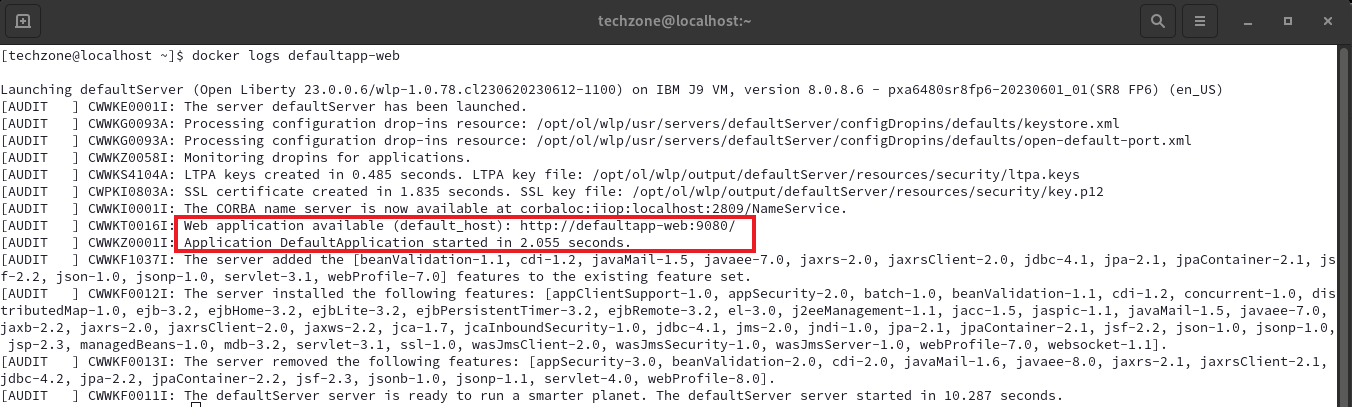 techzone@localhost:~
[techzone@localhost ~]$ docker logs defaultapp-web
Launching defaultServer (Open Liberty 23.0.0.6/wlp-1.0.78.cl230620230612-1100) on IBM J9 VM, version 8.0.8.6 - pxa6480sr8fp6-20230601_01(SR8 FP6) (en_US)
[AUDIT   ] CWWKE0001I: The server defaultServer has been launched.
[AUDIT   ] CWWKG0093A: Processing configuration drop-ins resource: /opt/ol/wlp/usr/servers/defaultServer/configDropins/defaults/keystore.xml
[AUDIT   ] CWWKG0093A: Processing configuration drop-ins resource: /opt/ol/wlp/usr/servers/defaultServer/configDropins/defaults/open-default-port.xml
[AUDIT   ] CWWKZ0058I: Monitoring dropins for applications.
[AUDIT   ] CWWKS4104A: LTPA keys created in 0.485 seconds. LTPA key file: /opt/ol/wlp/output/defaultServer/resources/security/ltpa.keys
[AUDIT   ] CWPKI0803A: SSL certificate created in 1.835 seconds. SSL key file: /opt/ol/wlp/output/defaultServer/resources/security/key.p12
[AUDIT   ] CWWKI0001I: The CORBA name server is now available at corbaloc:iiop:localhost:2809/NameService.
[AUDIT   ] CWWKT0016I: Web application available (default_host): http://defaultapp-web:9080/
[AUDIT   ] CWWKZ0001I: Application DefaultApplication started in 2.055 seconds.
[AUDIT   ] CWWKF1037I: The server added the [beanValidation-1.1, cdi-1.2, javaMail-1.5, javaee-7.0, jaxrs-2.0, jaxrsClient-2.0, jdbc-4.1, jpa-2.1, jpaContainer-2.1, js
f-2.2, json-1.0, jsonp-1.0, servlet-3.1, webProfile-7.0] features to the existing feature set.
[AUDIT   ] CWWKF0012I: The server installed the following features: [appClientSupport-1.0, appSecurity-2.0, batch-1.0, beanValidation-1.1, cdi-1.2, concurrent-1.0, dis
tributedMap-1.0, ejb-3.2, ejbHome-3.2, ejbLite-3.2, ejbPersistentTimer-3.2, ejbRemote-3.2, el-3.0, j2eeManagement-1.1, jacc-1.5, jaspic-1.1, javaMail-1.5, javaee-7.0, 
jaxb-2.2, jaxrs-2.0, jaxrsClient-2.0, jaxws-2.2, jca-1.7, jcaInboundSecurity-1.0, jdbc-4.1, jms-2.0, jndi-1.0, jpa-2.1, jpaContainer-2.1, jsf-2.2, json-1.0, jsonp-1.0,
 jsp-2.3, managedBeans-1.0, mdb-3.2, servlet-3.1, ssl-1.0, wasJmsClient-2.0, wasJmsSecurity-1.0, wasJmsServer-1.0, webProfile-7.0, websocket-1.1].
[AUDIT   ] CWWKF0013I: The server removed the following features: [appSecurity-3.0, beanValidation-2.0, cdi-2.0, javaMail-1.6, javaee-8.0, jaxrs-2.1, jaxrsClient-2.1, 
jdbc-4.2, jpa-2.2, jpaContainer-2.2, jsf-2.3, jsonb-1.0, jsonp-1.1, servlet-4.0, webProfile-8.0].
[AUDIT   ] CWWKF0011I: The defaultServer server is ready to run a smarter planet. The defaultServer server started in 10.287 seconds.